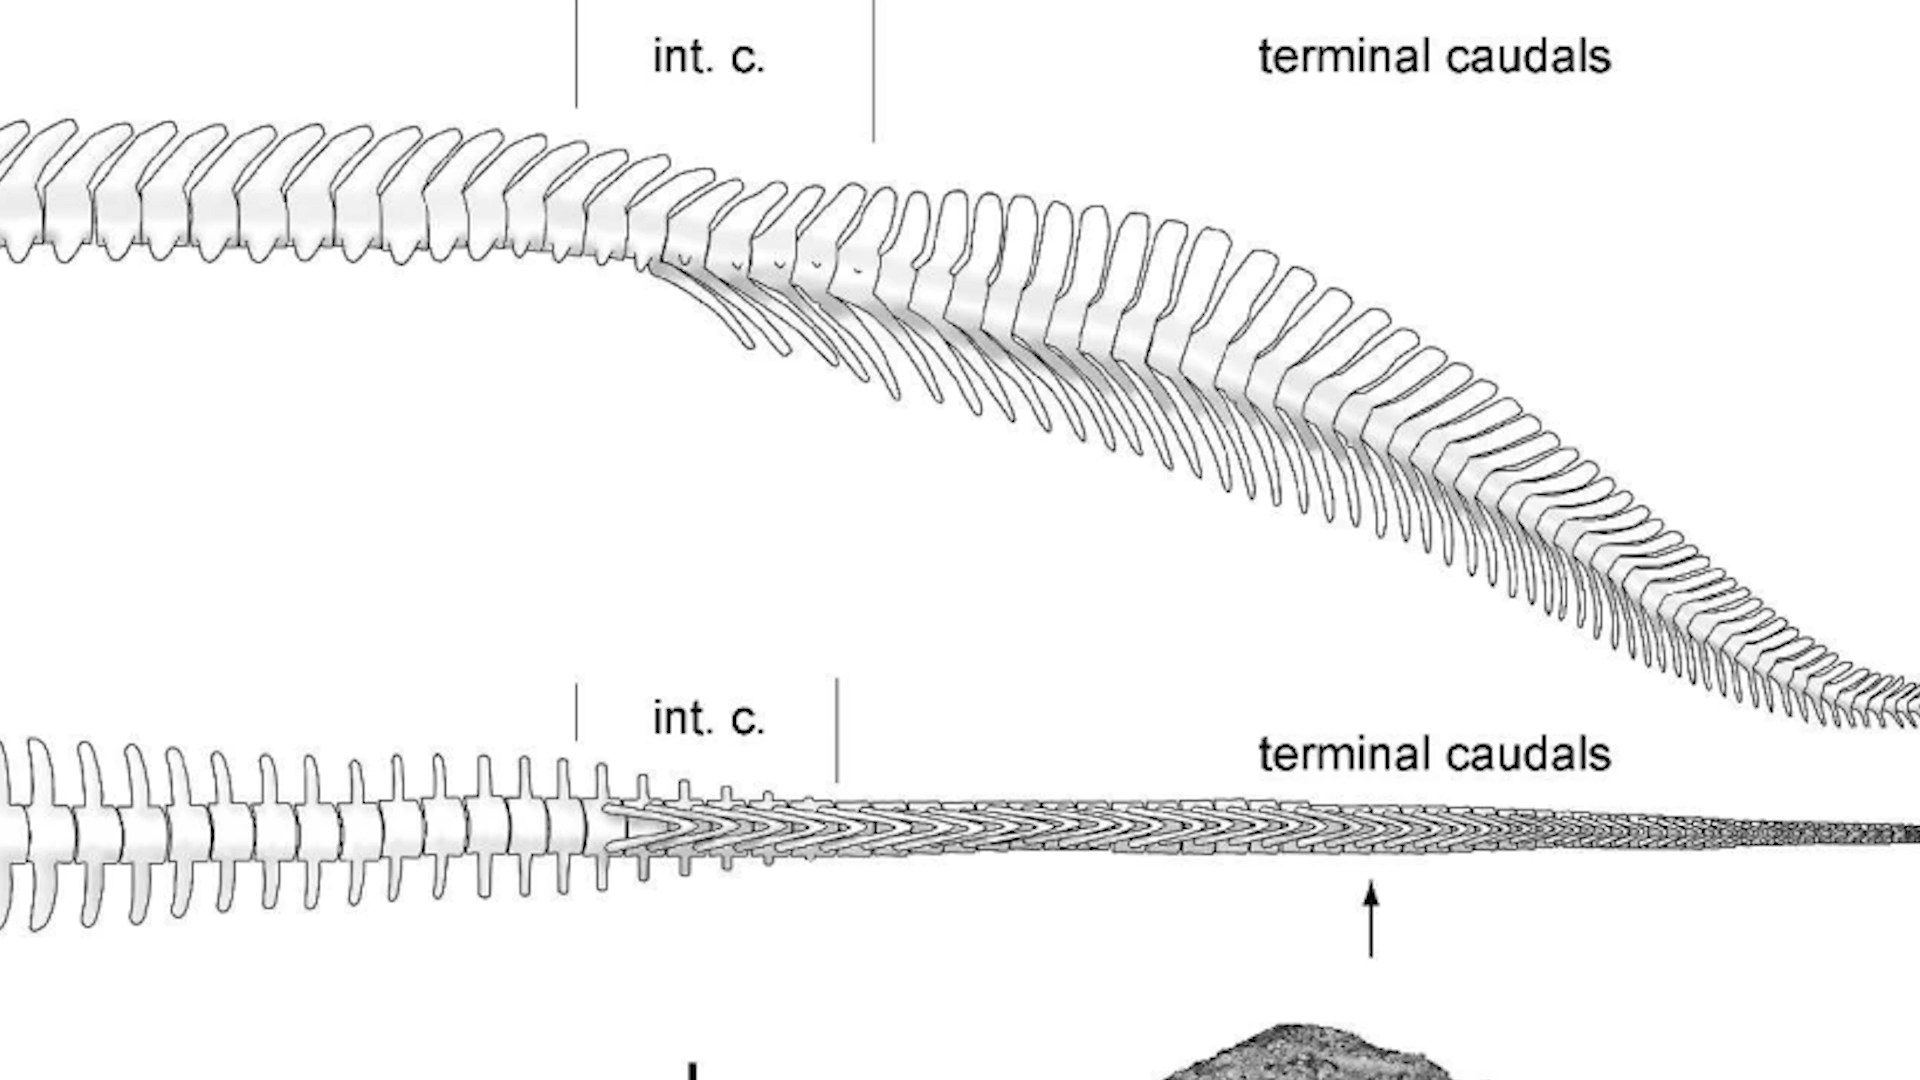 int. c.
terminal caudals
int. c.
terminal caudals